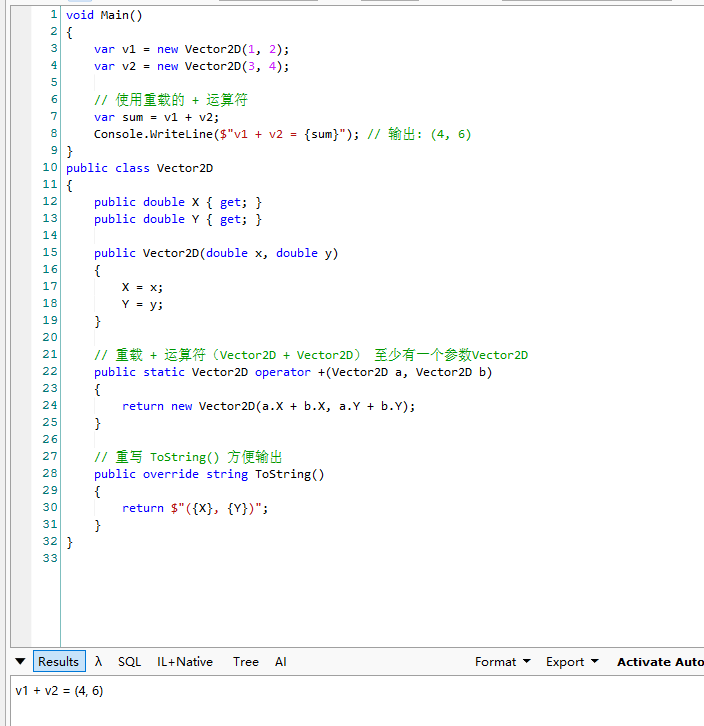 1 void Main()
2 {
3     var v1 = new Vector2D(1, 2);
4     var v2 = new Vector2D(3, 4);
5
6     // 使用重载的 + 运算符
7     var sum = v1 + v2;
8     Console.WriteLine($"v1 + v2 = {sum}"); // 输出: (4, 6)
9 }
10 public class Vector2D
11 {
12     public double X { get; }
13     public double Y { get; }
14
15     public Vector2D(double x, double y)
16     {
17         X = x;
18         Y = y;
19     }
20
21     // 重载 + 运算符（Vector2D + Vector2D） 至少有一个参数Vector2D
22     public static Vector2D operator +(Vector2D a, Vector2D b)
23     {
24         return new Vector2D(a.X + b.X, a.Y + b.Y);
25     }
26
27     // 重写 ToString() 方便输出
28     public override string ToString()
29     {
30         return $"({X}, {Y})";
31     }
32 }
33
Results λ SQL IL+Native Tree AI Format Export Activate Auto
v1 + v2 = (4, 6)